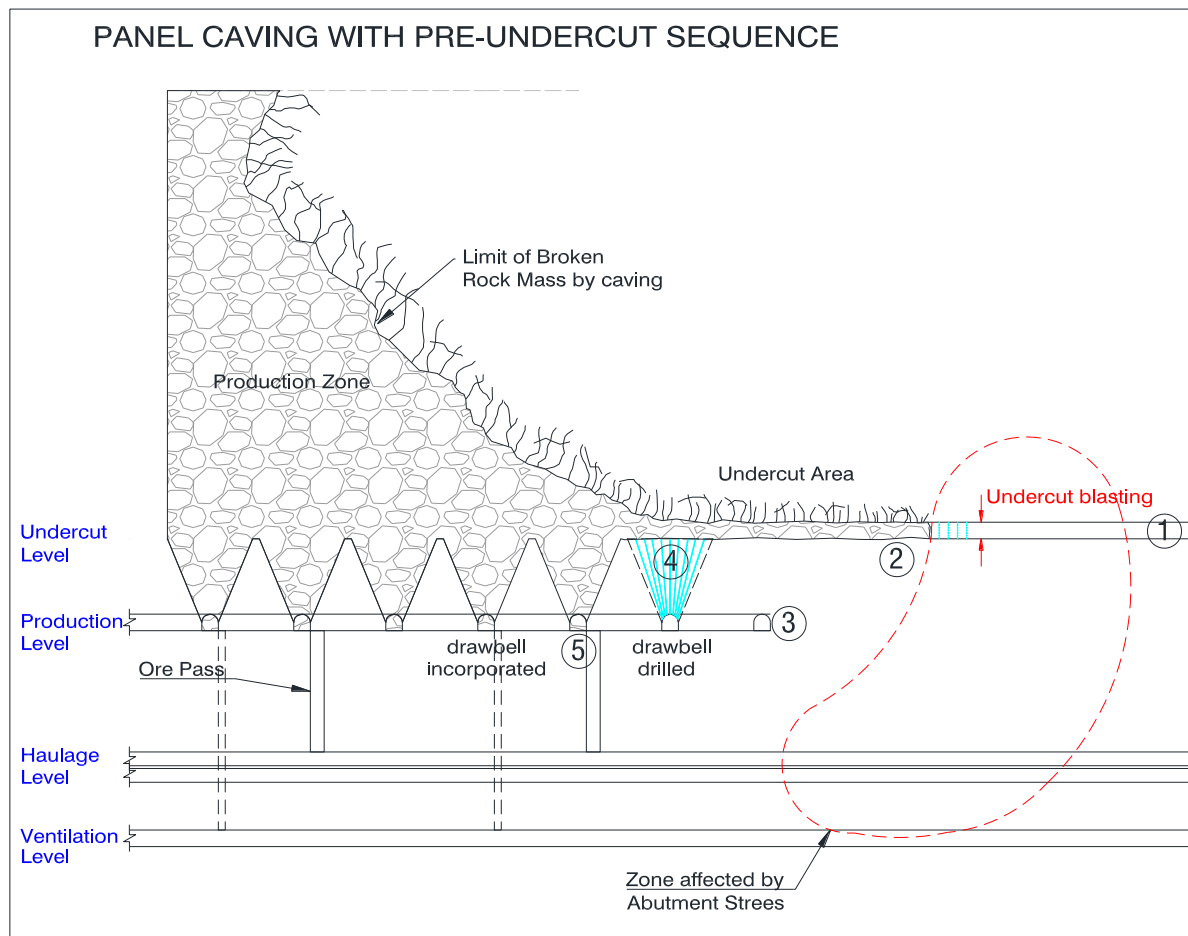 PANEL CAVING WITH PRE-UNDERCUT SEQUENCE
Limit of Broken
Rock Mass by caving
Production Zone
Undercut Area
Undercut blasting
Undercut
Level
1
2
4
Production
Level
3
drawbell
incorporated
5
drawbell
drilled
Ore Pass
Haulage
Level
Ventilation
Level
Zone affected by
Abutment Strees